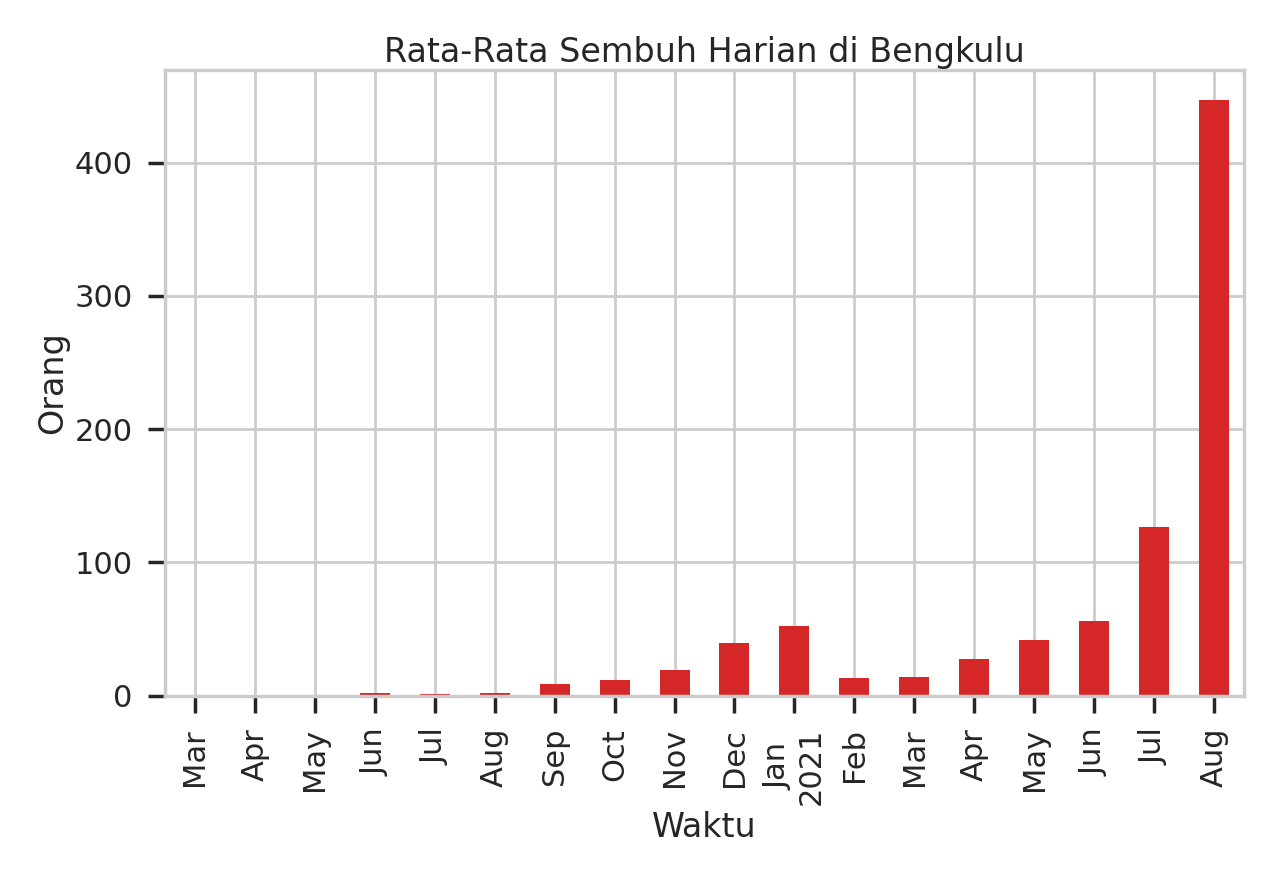 Rata-Rata Sembuh Harian di Bengkulu
400
300
200
100
0
Orang
Mar
Apr
May
Jun
Jul
Aug
Sep
Oct
Nov
Dec
Jan
2021
Feb
Mar
Apr
May
Jun
Jul
Aug
Waktu